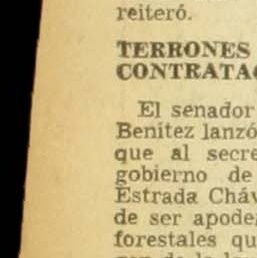 reiteró.
TERRONES
CONTRATA
El senador
Benítez lanzó
que al secre
gobierno de
Estrada Cháv
de ser apode
forestales qu